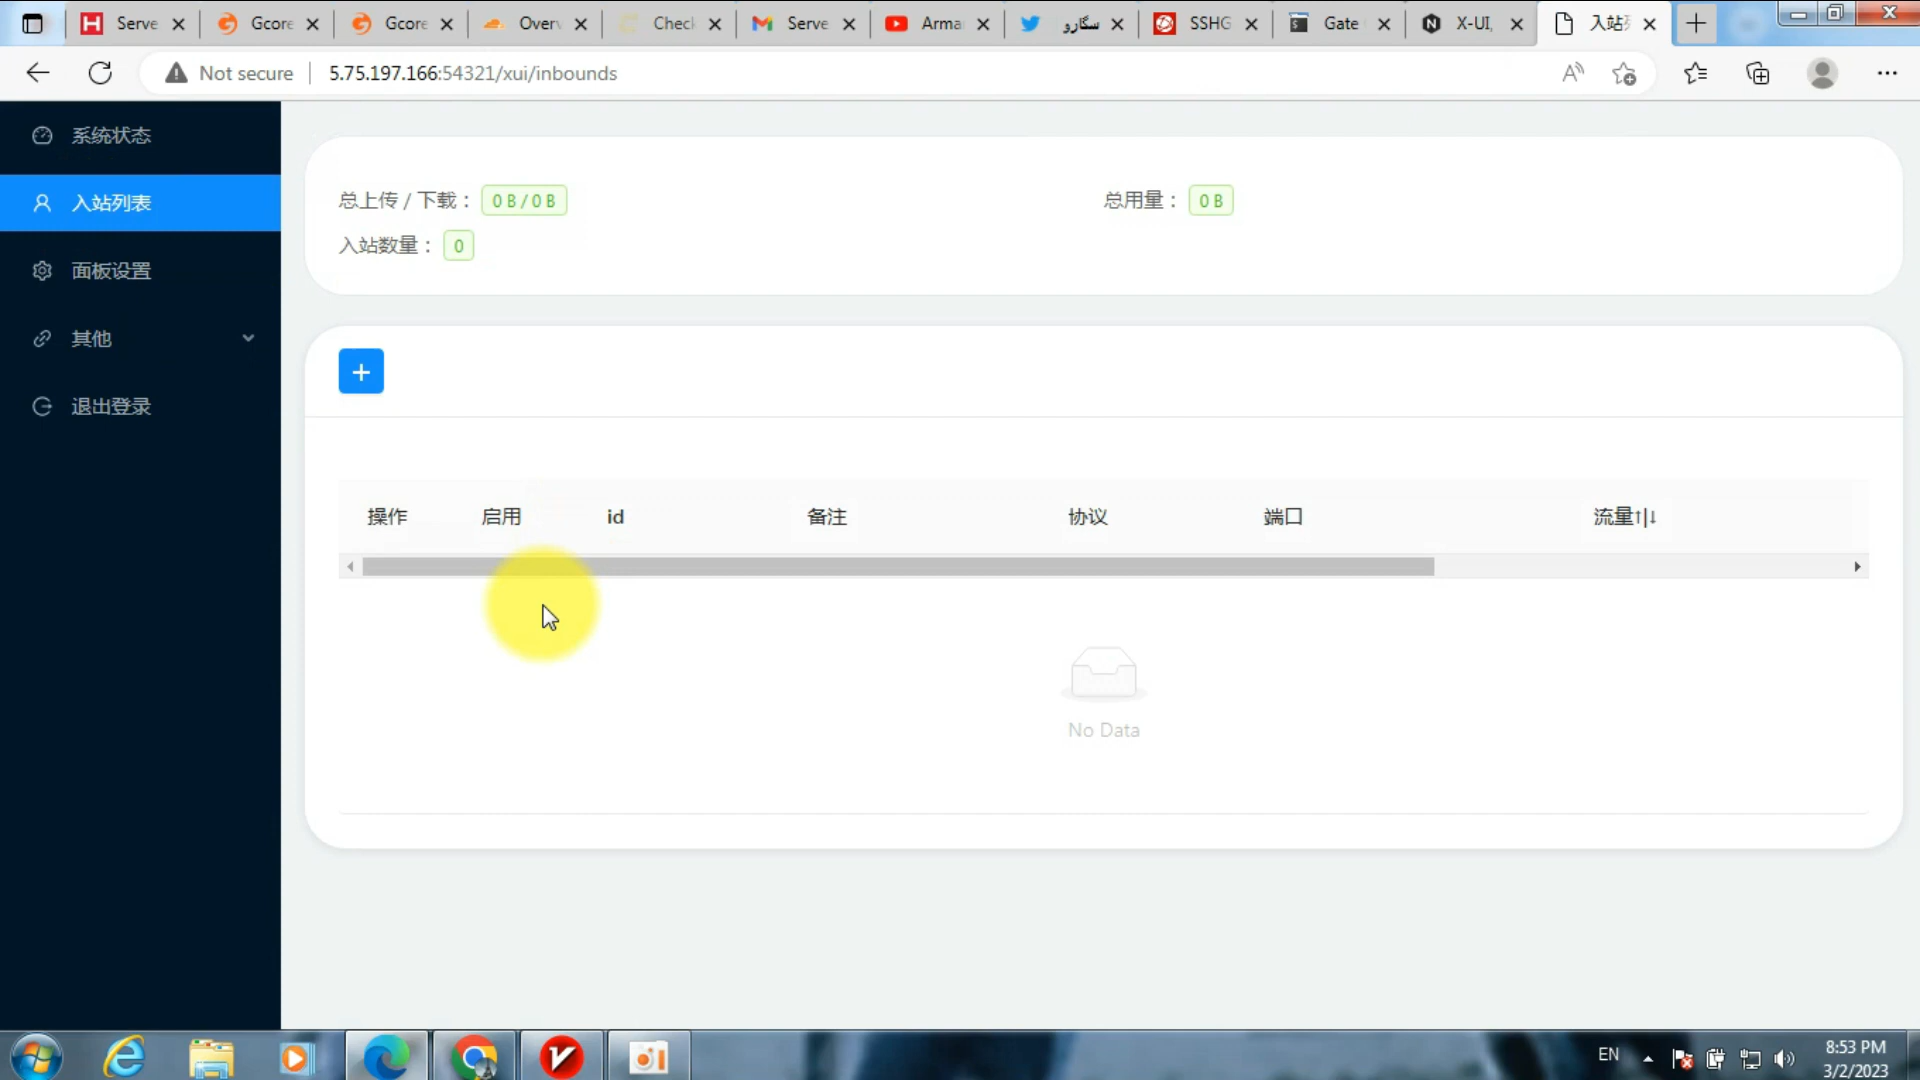 Serve
Gcore
Gcore
Over
Check
Serve
Arma
سگارو
SSHG
Gate
X-UI,
入站列
Not secure
5.75.197.166:54321/xui/inbounds
系统状态
入站列表
面板设置
其他
退出登录
总上传 / 下载： 0 B / 0 B
总用量： 0 B
入站数量： 0
操作 启用 id 备注 协议 端口 流量↑|↓
No Data
EN
8:53 PM
3/2/2023